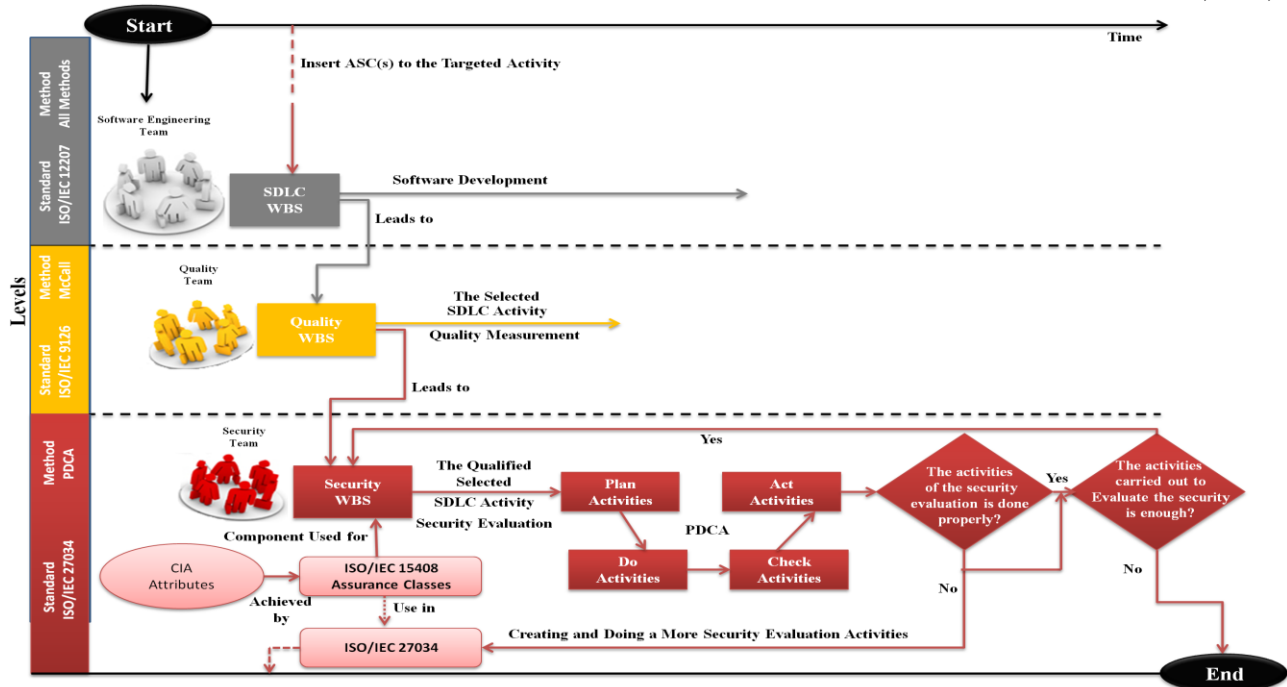 Start
Time
Insert ASC(s) to the Targeted Activity
Levels
Method
All Methods
Standard
ISO/IEC 12207
Software Engineering
Team
SDLC
WBS
Software Development
Leads to
Method
McCall
Standard
ISO/IEC 9126
Quality
Team
Quality
WBS
The Selected
SDLC Activity
Quality Measurement
Leads to
Method
PDCA
Standard
ISO/IEC 27034
Security
Team
Security
WBS
The Qualified
Selected
SDLC Activity
Security Evaluation
Yes
Plan
Activities
Act
Activities
PDCA
Do
Activities
Check
Activities
The activities
of the security
evaluation is done
properly?
Yes
The activities
carried out to
Evaluate the security
is enough?
No
No
Component Used for
CIA
Attributes
Achieved
by
ISO/IEC 15408
Assurance Classes
Use in
ISO/IEC 27034
Creating and Doing a More Security Evaluation Activities
End